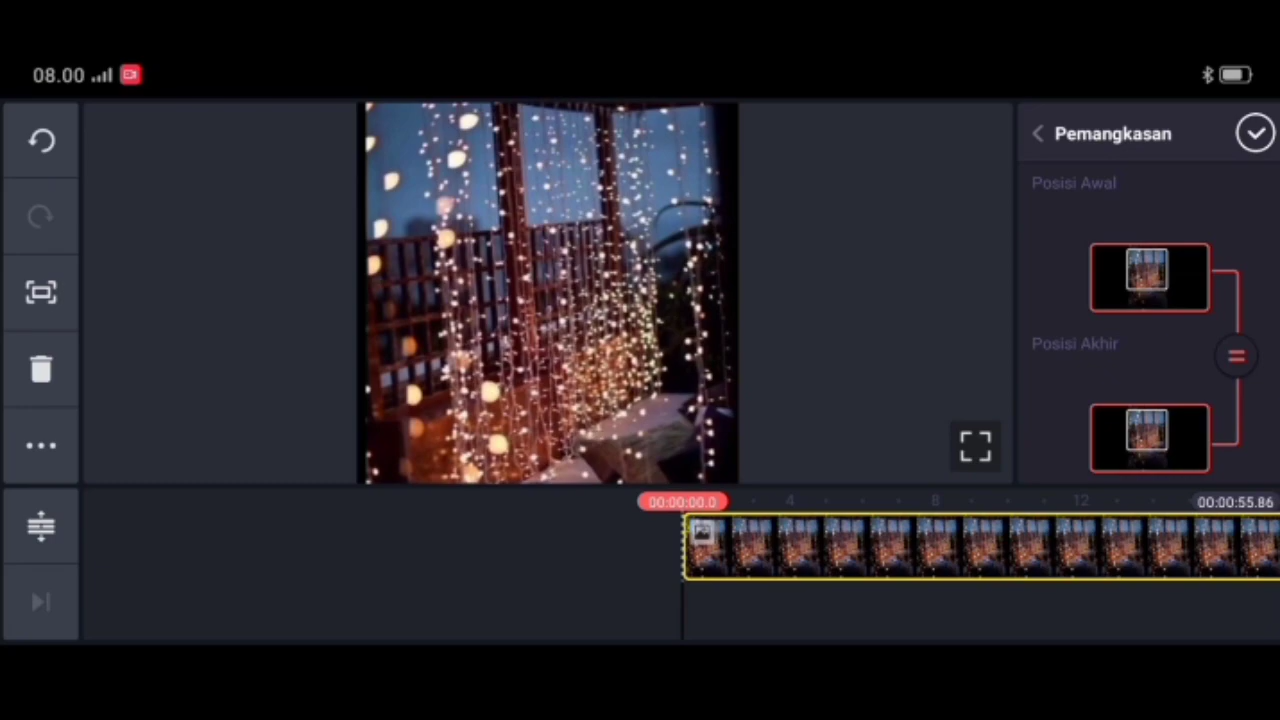 08.00
Pemangkasan
Posisi Awal
Posisi Akhir
00:00:00.0
4
8
12
00:00:55.86